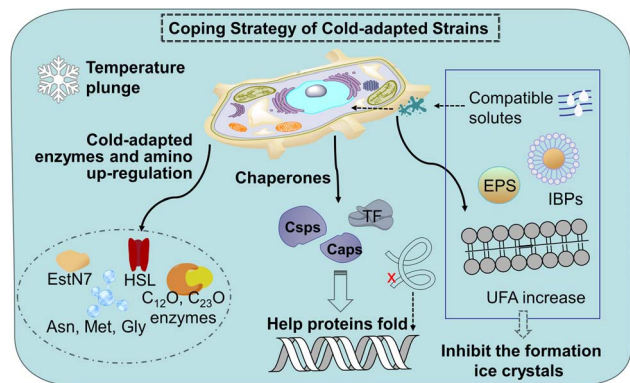 Coping Strategy of Cold-adapted Strains
Temperature
plunge
Cold-adapted
enzymes and amino
up-regulation
EstN7
HSL
C12O, C23O
enzymes
Asn, Met, Gly
Chaperones
Csps
TF
Caps
X
Help proteins fold
Compatible
solutes
EPS
IBPs
UFA increase
Inhibit the formation
ice crystals